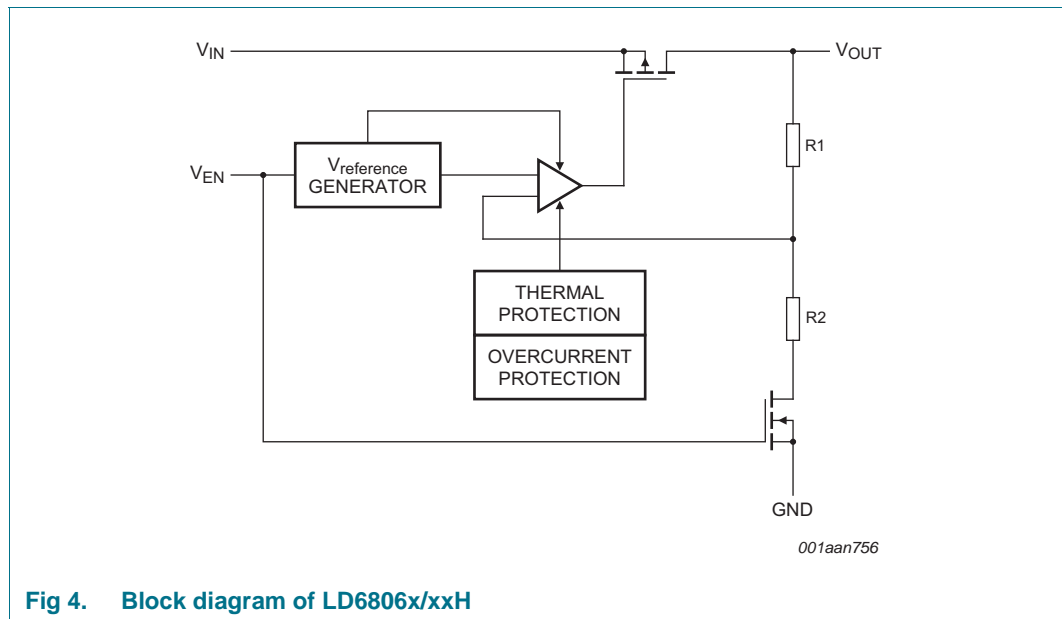 VIN
VOUT
R1
VEN
Vreference
GENERATOR
THERMAL
PROTECTION
R2
OVERCURRENT
PROTECTION
GND
001aan756
Fig 4. Block diagram of LD6806x/xxH